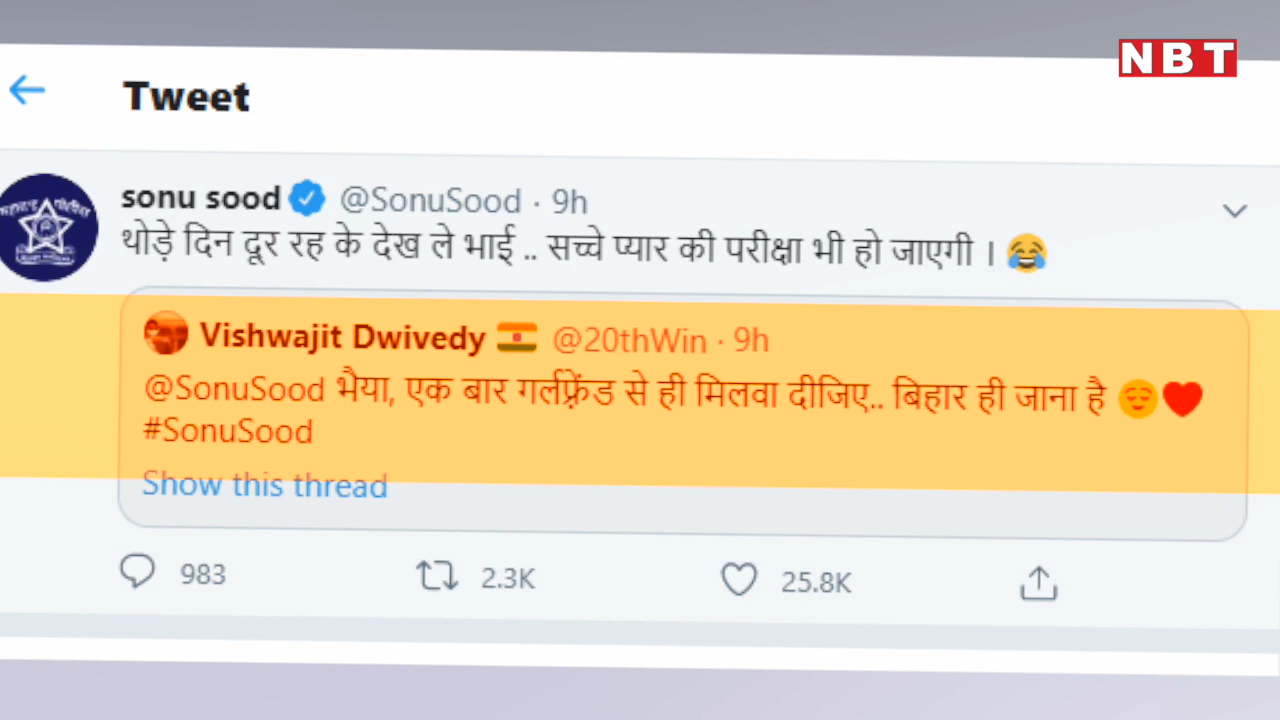 NBT
Tweet
sonu sood @SonuSood · 9h
थोड़े दिन दूर रह के देख ले भाई .. सच्चे प्यार की परीक्षा भी हो जाएगी । 😂
Vishwajit Dwivedy 🇮🇳 @20thWin · 9h
@SonuSood भैया, एक बार गर्लफ़्रेंड से ही मिलवा दीजिए.. बिहार ही जाना है 😌❤️
#SonuSood
Show this thread
983 2.3K 25.8K